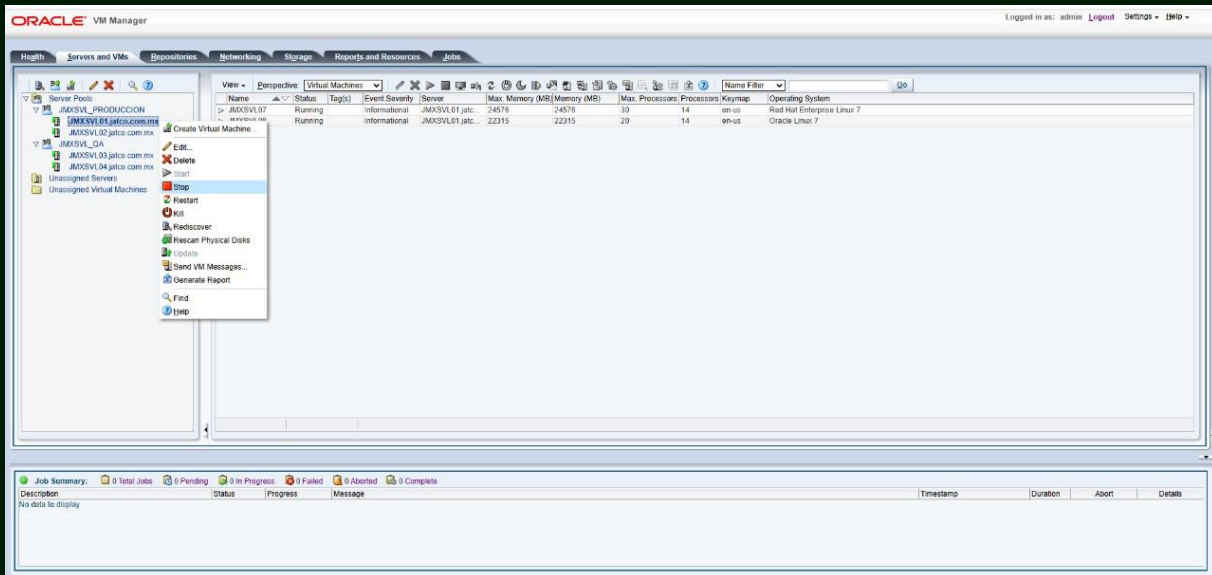 ORACLE VM Manager
Logged in as: admin Logout Settings Help
Health Servers and VMs Repositories Networking Storage Reports and Resources Jobs
View Perspective: Virtual Machines Name Filter Go
Server Pools
JMXSVL_PRODUCCION
JMXSVL01.jatco.com.mx
JMXSVL02.jatco.com.mx
JMXSVL_QA
JMXSVL03.jatco.com.mx
JMXSVL04.jatco.com.mx
Unassigned Servers
Unassigned Virtual Machines
Create Virtual Machine...
Edit...
Delete
Start
Stop
Restart
Kill
Rediscover
Rescan Physical Disks
Update
Send VM Messages...
Generate Report
Find
Help
Name Status Tag(s) Event Severity Server Max. Memory (MB) Memory (MB) Max. Processors Processors Keymap Operating System
JMXSVL07 Running Informational JMXSVL01.jatc... 24576 24576 30 14 en-us Red Hat Enterprise Linux 7
Running Informational JMXSVL01.jatc... 22315 22315 20 14 en-us Oracle Linux 7
Job Summary: 0 Total Jobs 0 Pending 0 In Progress 0 Failed 0 Aborted 0 Complete
Description Status Progress Message Timestamp Duration Abort Details
No data to display